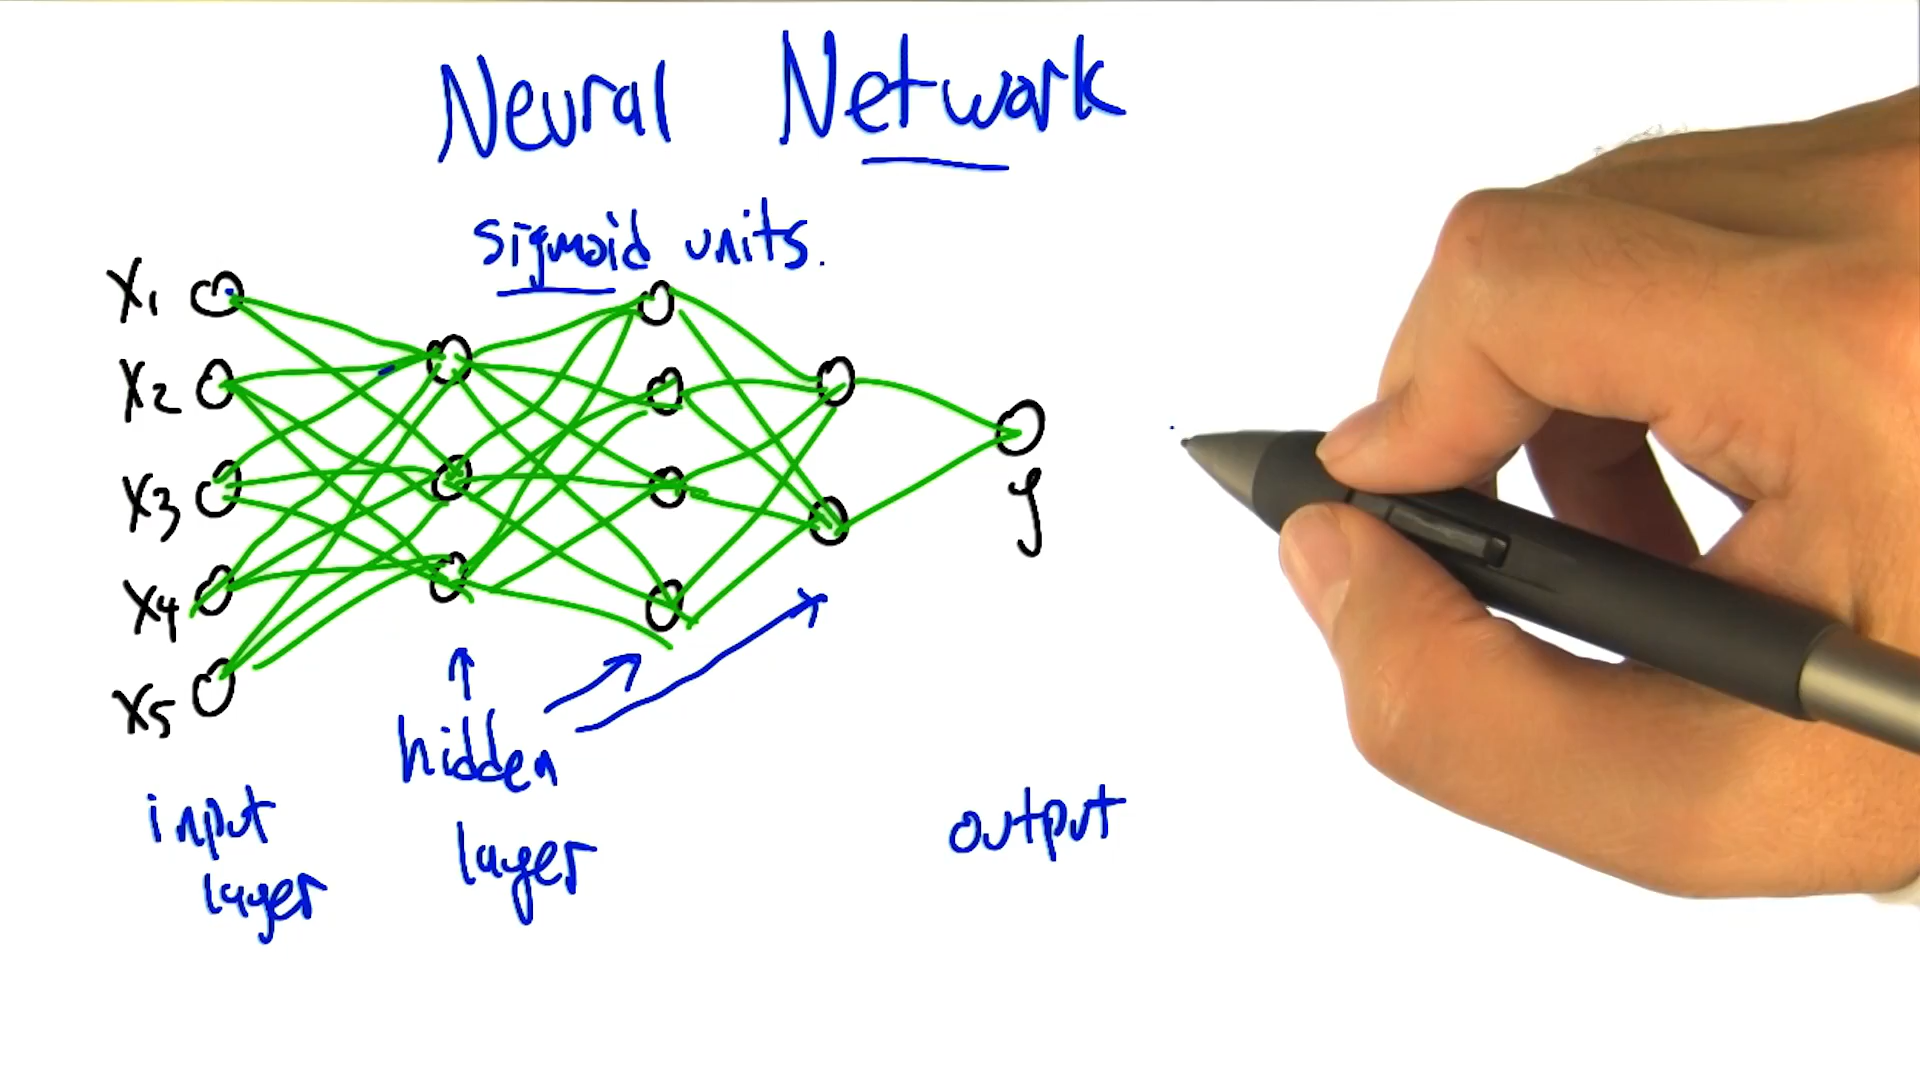 Neural Network
sigmoid units.
X1
X2
X3
X4
X5
y
hidden
layer
input
layer
output